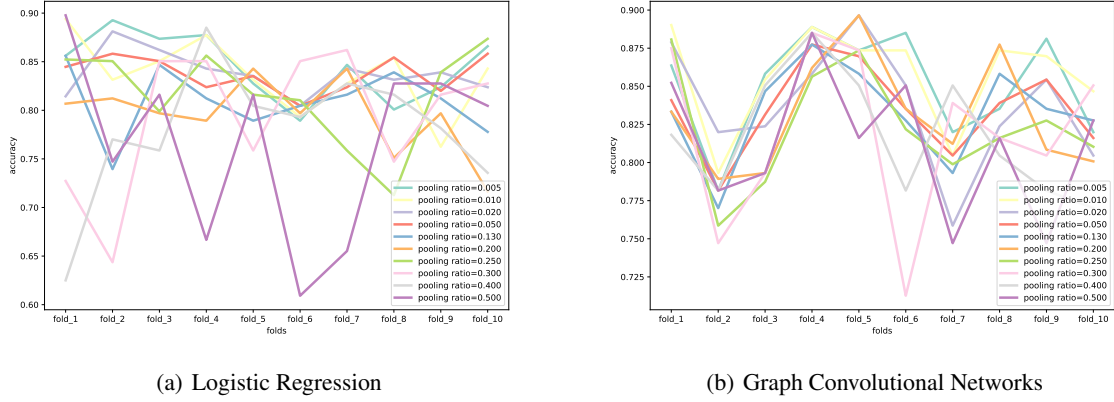 0.90
0.85
0.80
0.75
0.70
0.65
0.60
accuracy
fold_1 fold_2 fold_3 fold_4 fold_5 fold_6 fold_7 fold_8 fold_9 fold_10
folds
pooling ratio=0.005
pooling ratio=0.010
pooling ratio=0.020
pooling ratio=0.050
pooling ratio=0.130
pooling ratio=0.200
pooling ratio=0.250
pooling ratio=0.300
pooling ratio=0.400
pooling ratio=0.500
(a) Logistic Regression
0.900
0.875
0.850
0.825
0.800
0.775
0.750
0.725
accuracy
fold_1 fold_2 fold_3 fold_4 fold_5 fold_6 fold_7 fold_8 fold_9 fold_10
folds
pooling ratio=0.005
pooling ratio=0.010
pooling ratio=0.020
pooling ratio=0.050
pooling ratio=0.130
pooling ratio=0.200
pooling ratio=0.250
pooling ratio=0.300
pooling ratio=0.400
pooling ratio=0.500
(b) Graph Convolutional Networks